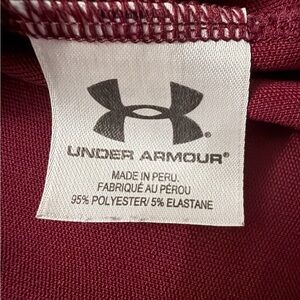 UNDER ARMOUR®
MADE IN PERU.
FABRIQUÉ AU PÉROU
95% POLYESTER/ 5% ELASTANE